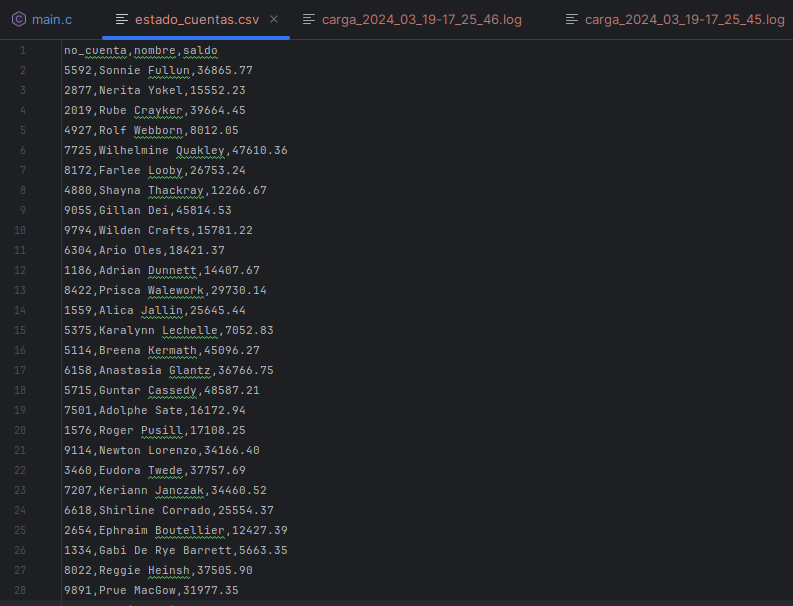 main.c estado_cuentas.csv carga_2024_03_19-17_25_46.log carga_2024_03_19-17_25_45.log
1 no_cuenta,nombre,saldo
2 5592,Sonnie Fullun,36865.77
3 2877,Nerita Yokel,15552.23
4 2019,Rube Crayker,39664.45
5 4927,Rolf Webborn,8012.05
6 7725,Wilhelmine Quakley,47610.36
7 8172,Farlee Looby,26753.24
8 4880,Shayna Thackray,12266.67
9 9055,Gillan Dei,45814.53
10 9794,Wilden Crafts,15781.22
11 6304,Ario Oles,18421.37
12 1186,Adrian Dunnett,14407.67
13 8422,Prisca Walework,29730.14
14 1559,Alica Jallin,25645.44
15 5375,Karalynn Lechelle,7052.83
16 5114,Breena Kermath,45096.27
17 6158,Anastasia Glantz,36766.75
18 5715,Guntar Cassedy,48587.21
19 7501,Adolphe Sate,16172.94
20 1576,Roger Pusill,17108.25
21 9114,Newton Lorenzo,34166.40
22 3460,Eudora Twede,37757.69
23 7207,Keriann Janczak,34460.52
24 6618,Shirline Corrado,25554.37
25 2654,Ephraim Boutellier,12427.39
26 1334,Gabi De Rye Barrett,5663.35
27 8022,Reggie Heinsh,37505.90
28 9891,Prue MacGow,31977.35